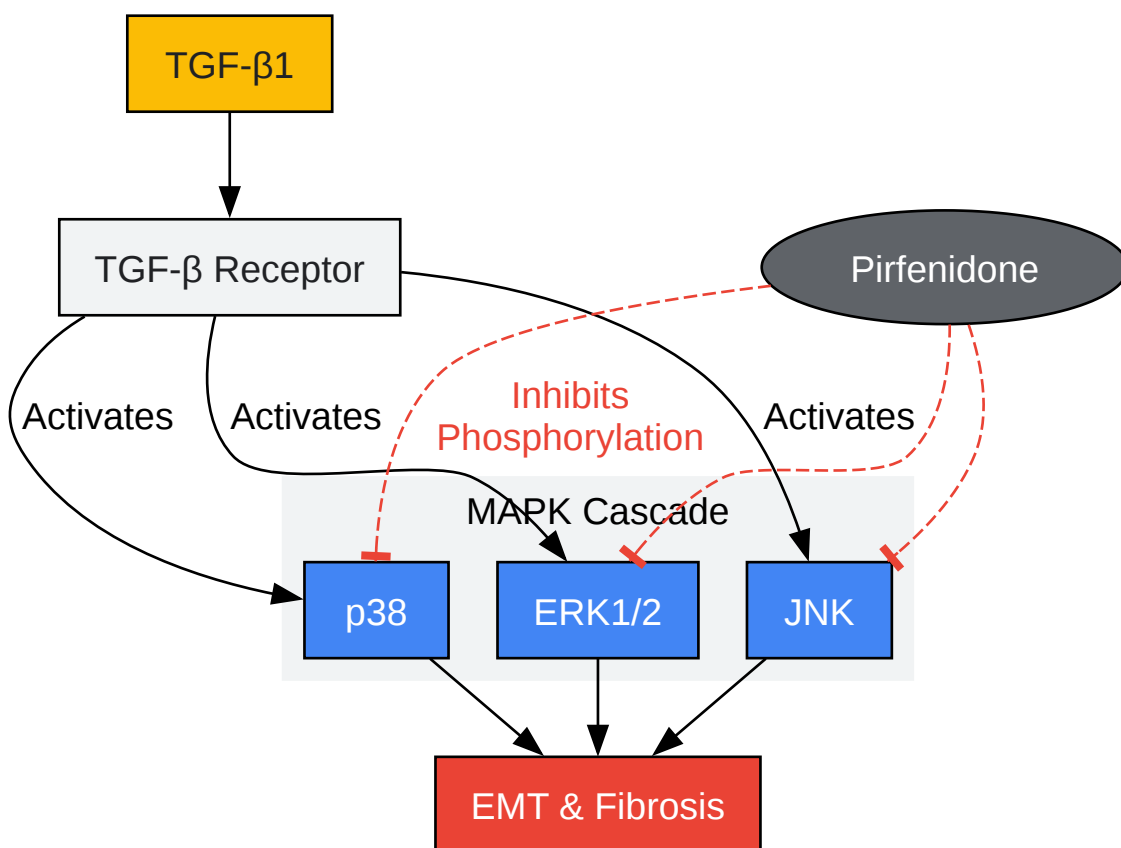 TGF-β1
TGF-β Receptor
Pirfenidone
Activates
Activates
Inhibits
Phosphorylation
Activates
MAPK Cascade
p38
ERK1/2
JNK
EMT & Fibrosis